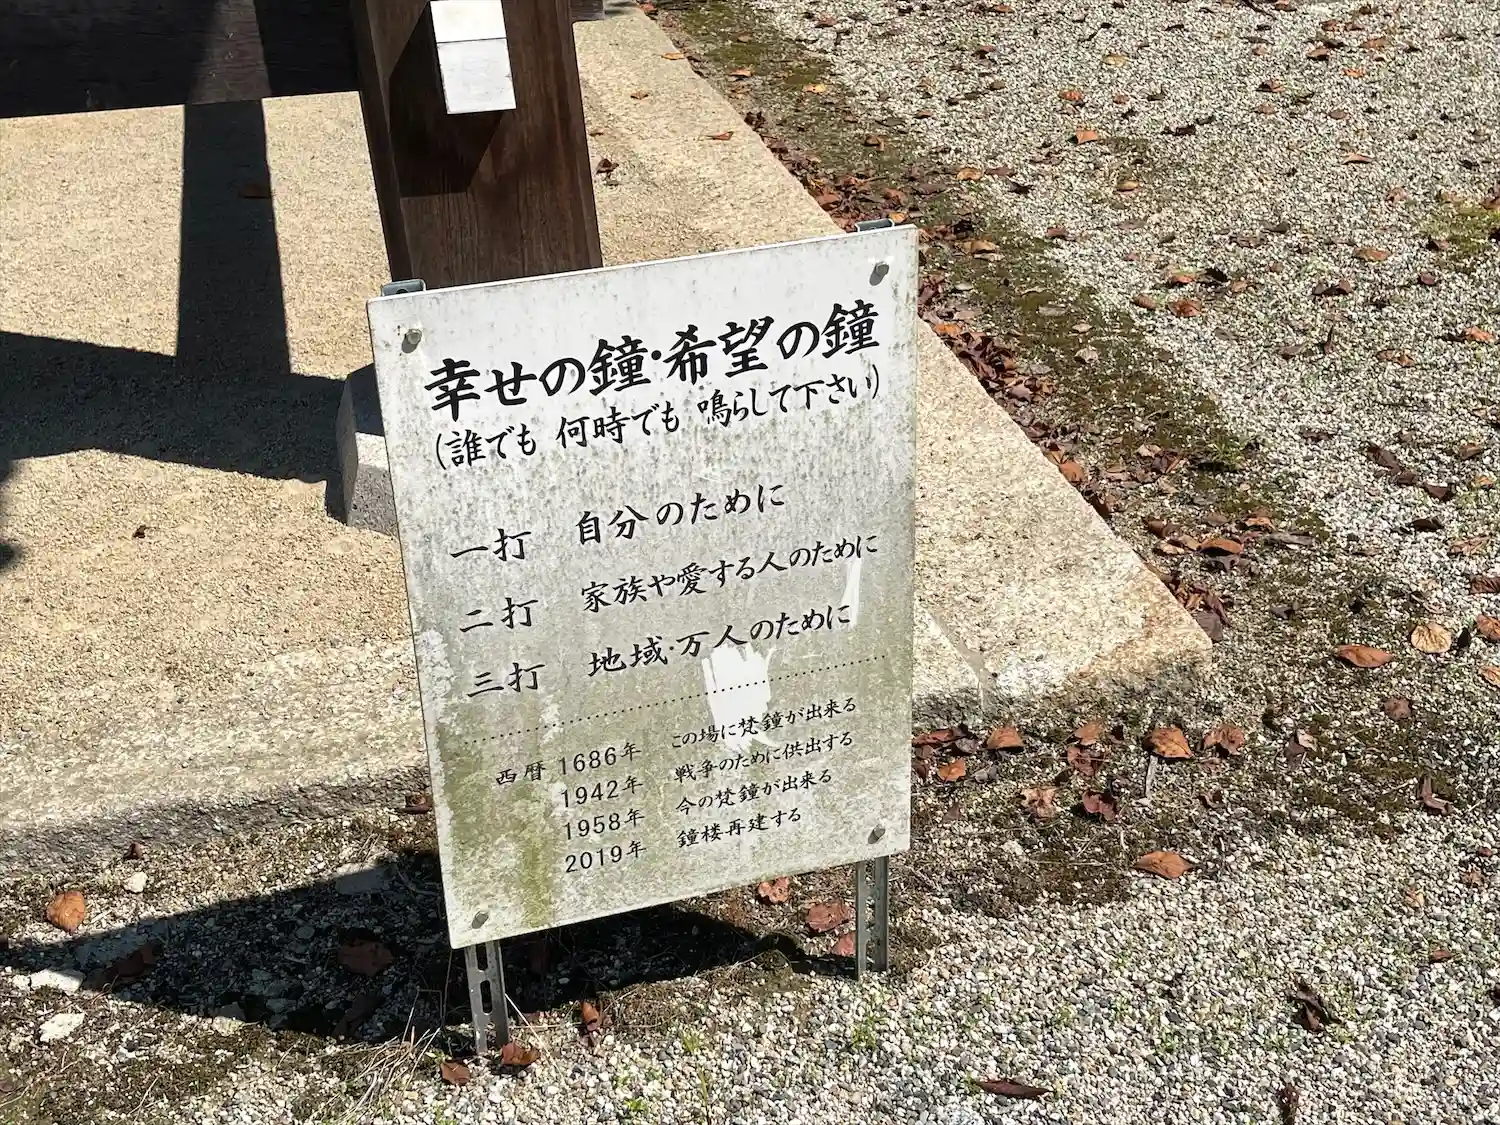 幸せの鐘・希望の鐘
(誰でも 何時でも 鳴らして下さい)
一打 自分のために
二打 家族や愛する人のために
三打 地域・万人のために
西暦 1686年 この場に梵鐘が出来る
1942年 戦争のために供出する
1958年 今の梵鐘が出来る
2019年 鐘楼再建する